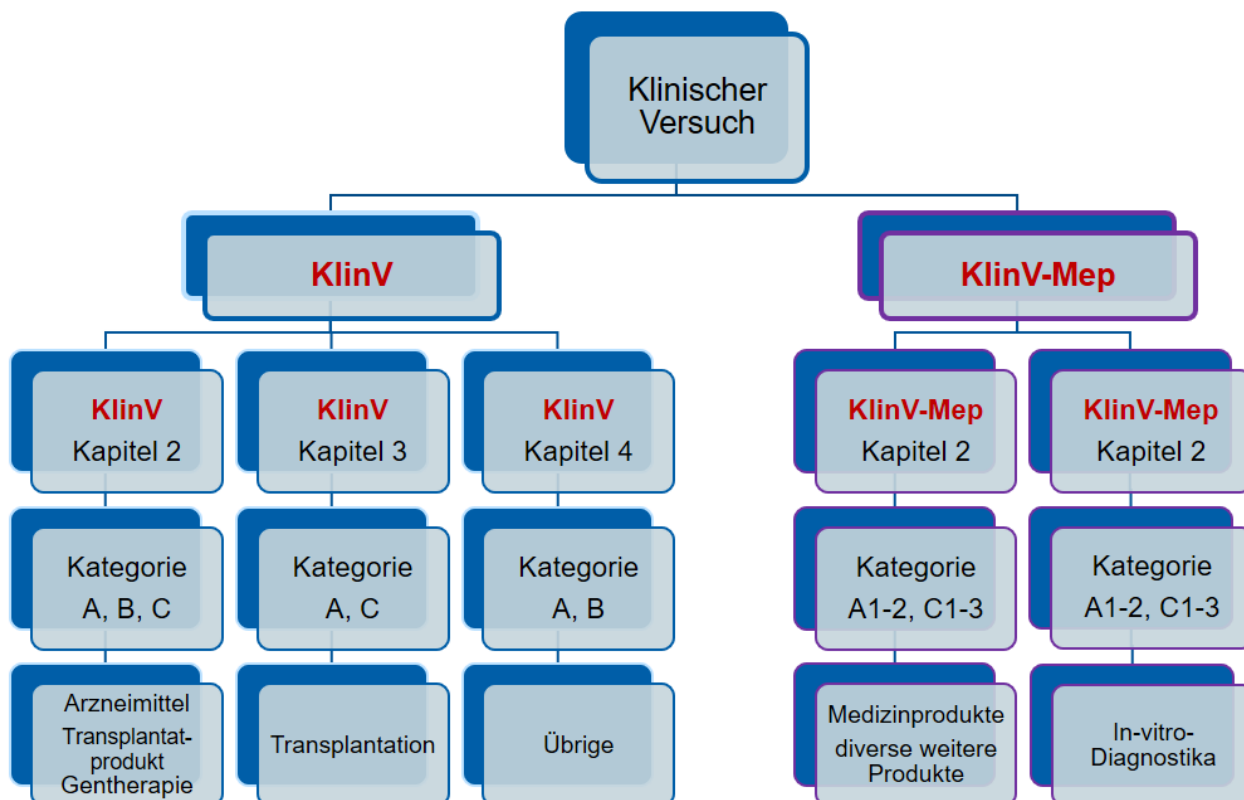 Klinischer
Versuch
KlinV
KlinV-Mep
KlinV
Kapitel 2
KlinV
Kapitel 3
KlinV
Kapitel 4
KlinV-Mep
Kapitel 2
KlinV-Mep
Kapitel 2
Kategorie
A, B, C
Kategorie
A, C
Kategorie
A, B
Kategorie
A1-2, C1-3
Kategorie
A1-2, C1-3
Arzneimittel
Transplantat-
produkt
Gentherapie
Transplantation
Übrige
Medizinprodukte
diverse weitere
Produkte
In-vitro-
Diagnostika